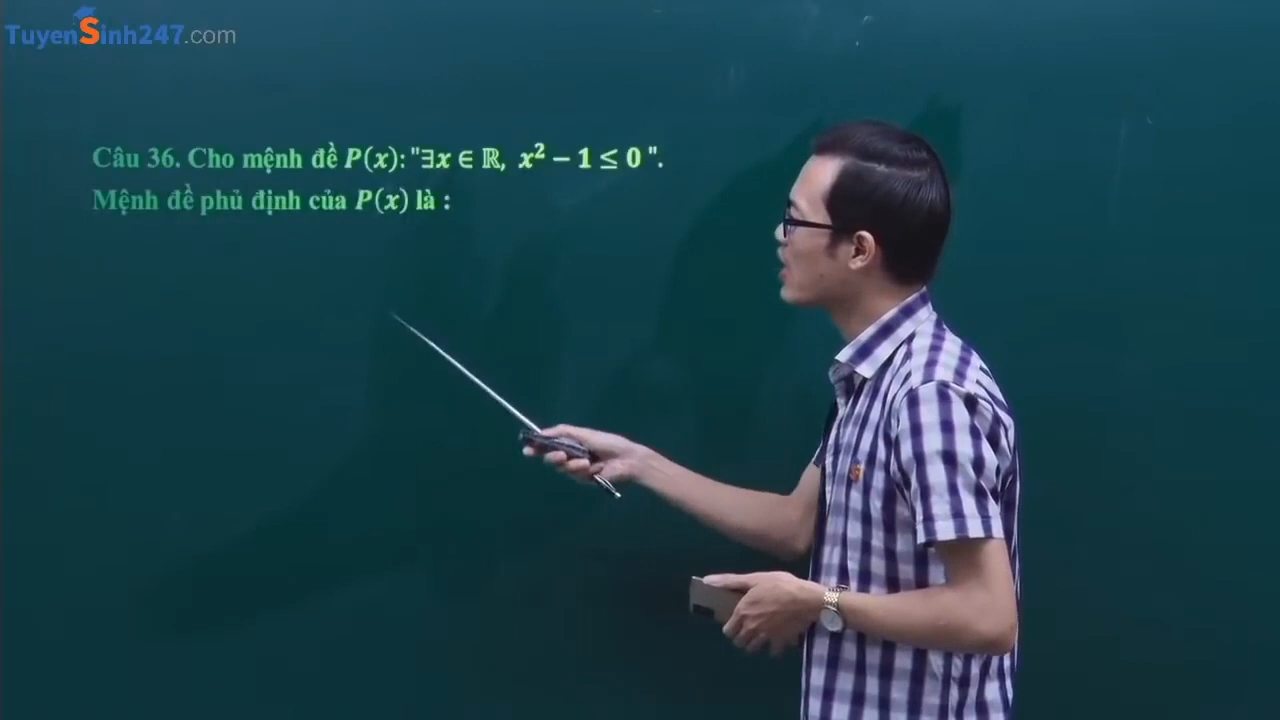 TuyenSinh247.com
Câu 36. Cho mệnh đề P(x): "∃x ∈ ℝ, x² − 1 ≤ 0 ".
Mệnh đề phủ định của P(x) là :